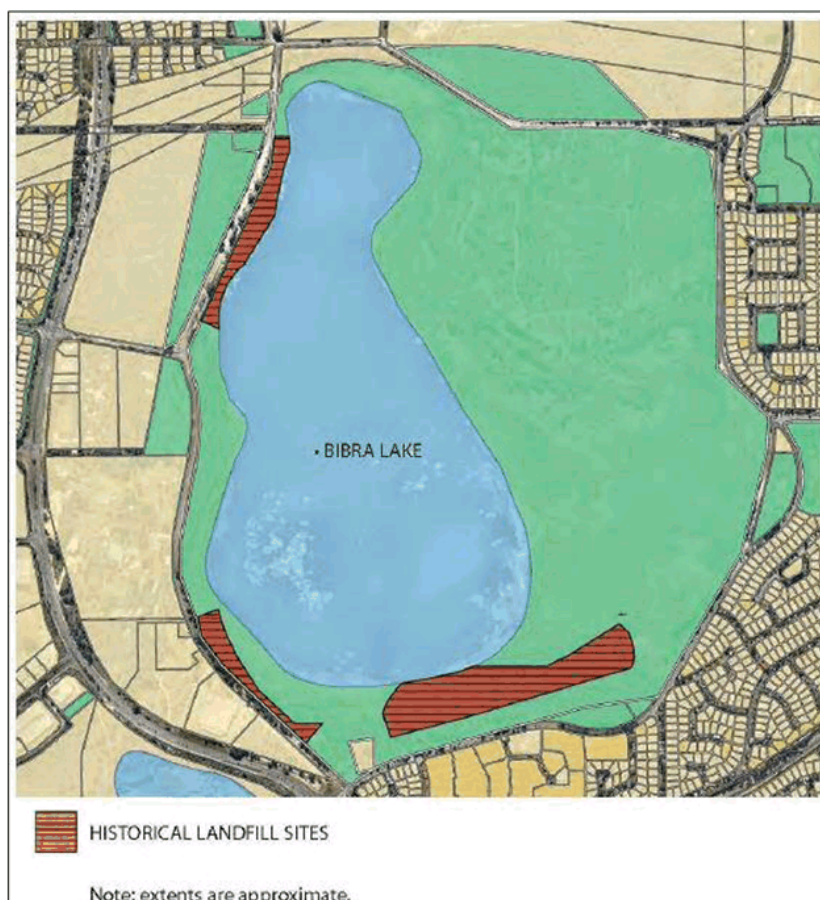 BIBRA LAKE
HISTORICAL LANDFILL SITES
Note: extents are approximate.